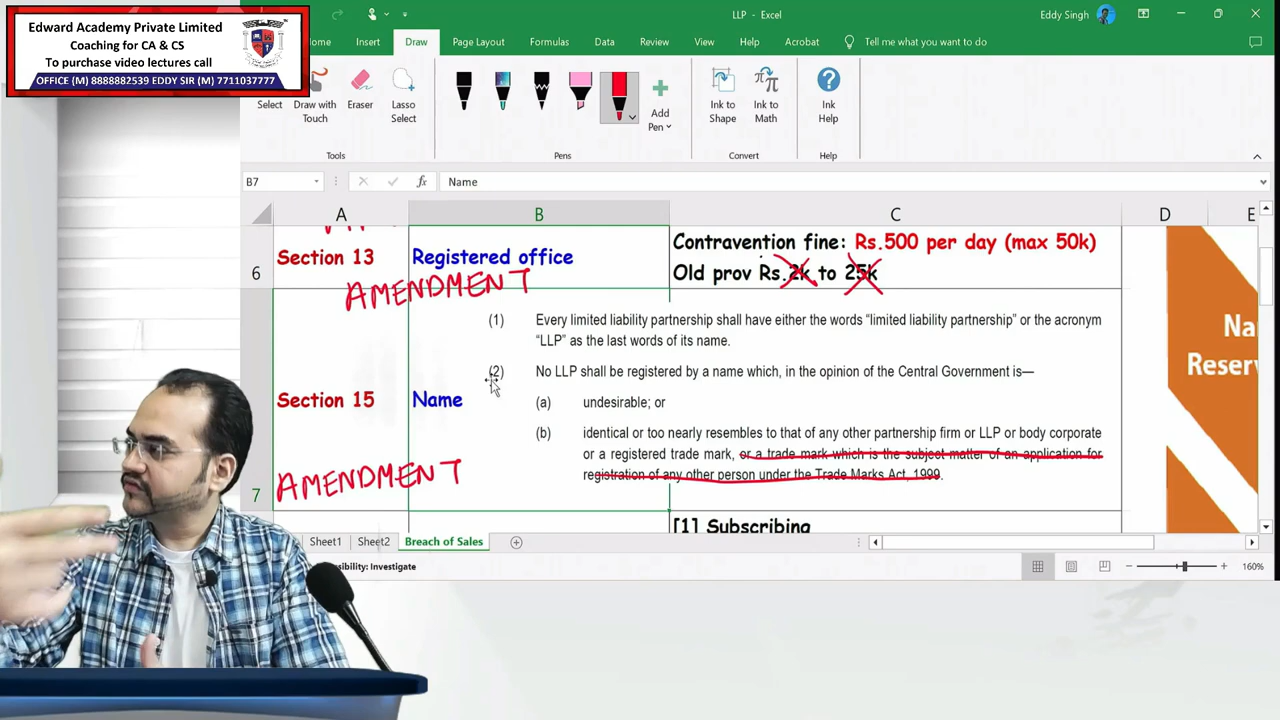 Edward Academy Private Limited
Coaching for CA & CS
To purchase video lectures call
OFFICE (M) 8888882539 EDDY SIR (M) 7711037777
LLP - Excel
Eddy Singh
Home Insert Draw Page Layout Formulas Data Review View Help Acrobat Tell me what you want to do
Select Draw with Touch Eraser Lasso Select Add Pen Ink to Shape Ink to Math Ink Help
Tools Pens Convert Help
B7 fx Name
A B C D E
6 Section 13 Registered office Contravention fine: Rs.500 per day (max 50k)
Old prov Rs.2k to 25k
AMENDMENT
(1) Every limited liability partnership shall have either the words “limited liability partnership” or the acronym
“LLP” as the last words of its name.
(2) No LLP shall be registered by a name which, in the opinion of the Central Government is—
(a) undesirable; or
Section 15 Name
(b) identical or too nearly resembles to that of any other partnership firm or LLP or body corporate
or a registered trade mark, or a trade mark which is the subject matter of an application for
registration of any other person under the Trade Marks Act, 1999.
AMENDMENT
7
Na
Reserv
[1] Subscribing
Sheet1 Sheet2 Breach of Sales
sibility: Investigate 160%